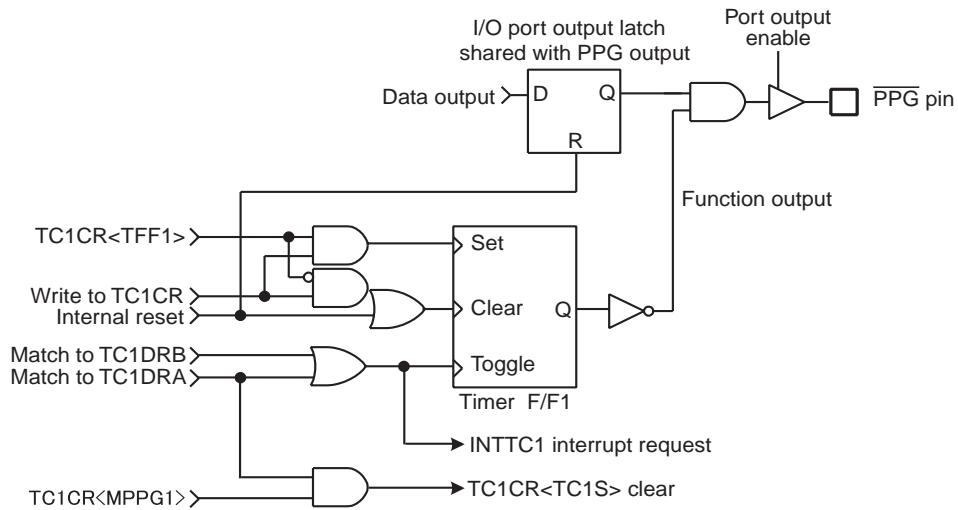 I/O port output latch
shared with PPG output
Port output
enable
Data output
D
Q
R
PPG pin
Function output
TC1CR<TFF1>
Set
Write to TC1CR
Internal reset
Clear
Q
Match to TC1DRB
Match to TC1DRA
Toggle
Timer F/F1
INTTC1 interrupt request
TC1CR<MPPG1>
TC1CR<TC1S> clear